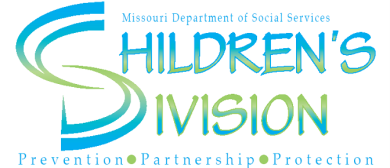 Missouri Department of Social Services
CHILDREN'S
DIVISION
Prevention●Partnership●Protection